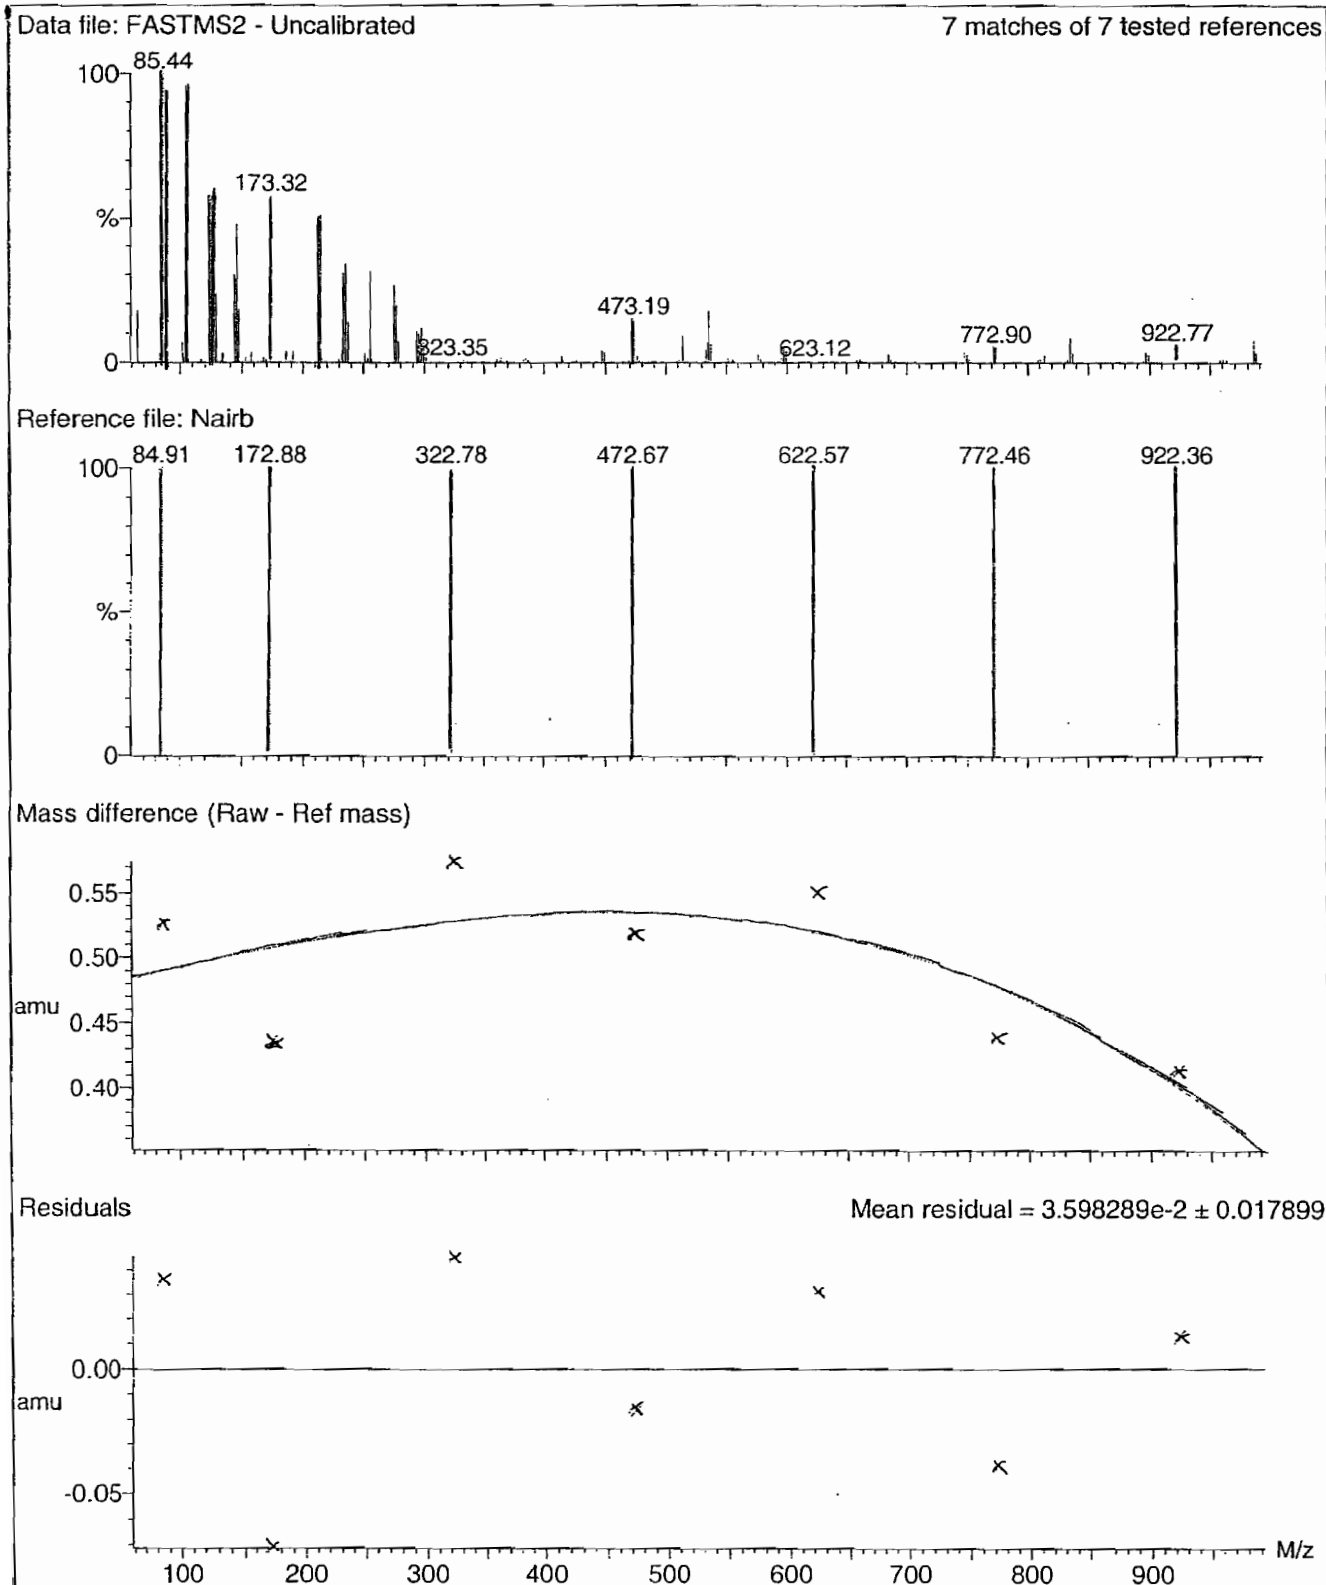 Data file: FASTMS2 - Uncalibrated 7 matches of 7 tested references
85.44
100
173.32
%
473.19
323.35
623.12
772.90
922.77
0
Reference file: Nairb
84.91 172.88 322.78 472.67 622.57 772.46 922.36
100
%
0
Mass difference (Raw - Ref mass)
0.55
0.50
amu
0.45
0.40
Residuals Mean residual = 3.598289e-2 ± 0.017899
0.00
amu
-0.05
100 200 300 400 500 600 700 800 900 M/z